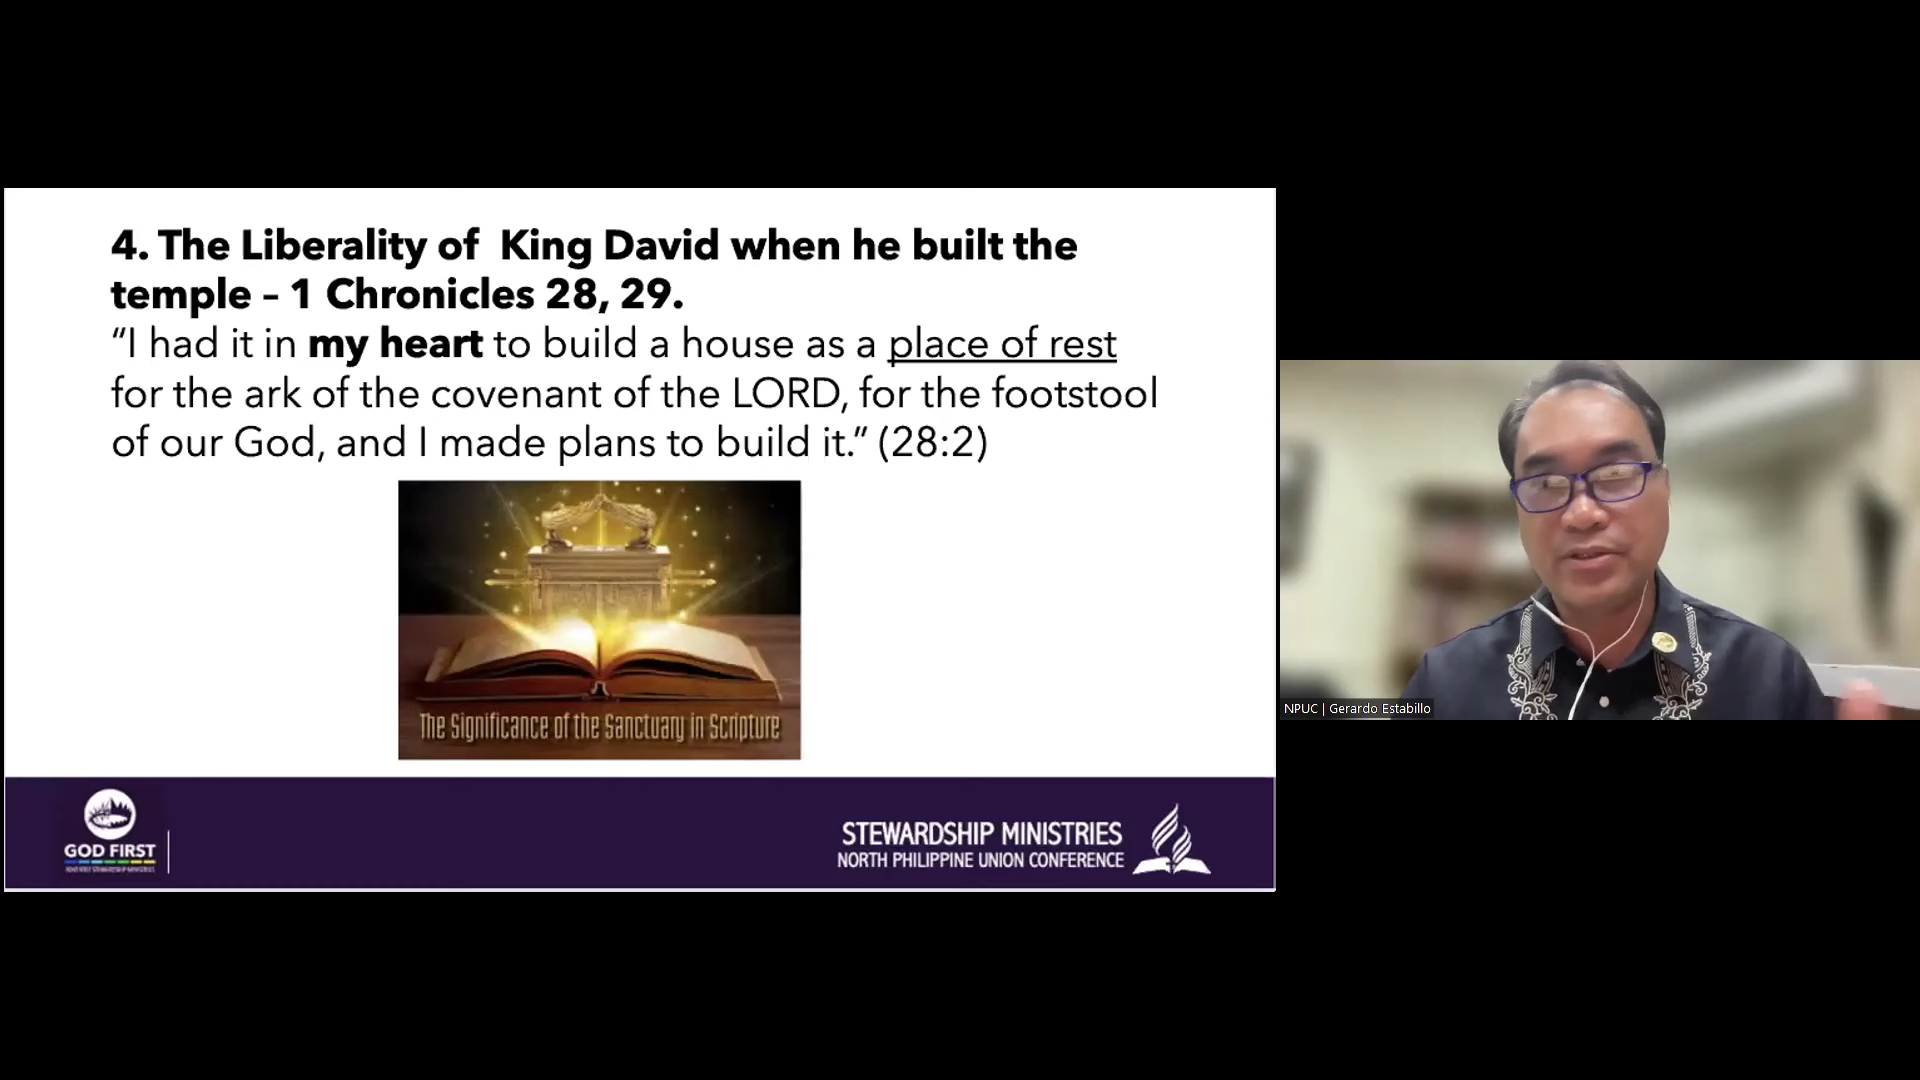 4. The Liberality of  King David when he built the
temple – 1 Chronicles 28, 29.
“I had it in my heart to build a house as a place of rest
for the ark of the covenant of the LORD, for the footstool
of our God, and I made plans to build it.” (28:2)
The Significance of the Sanctuary in Scripture
GOD FIRST
STEWARDSHIP MINISTRIES
NORTH PHILIPPINE UNION CONFERENCE
NPUC | Gerardo Estabillo